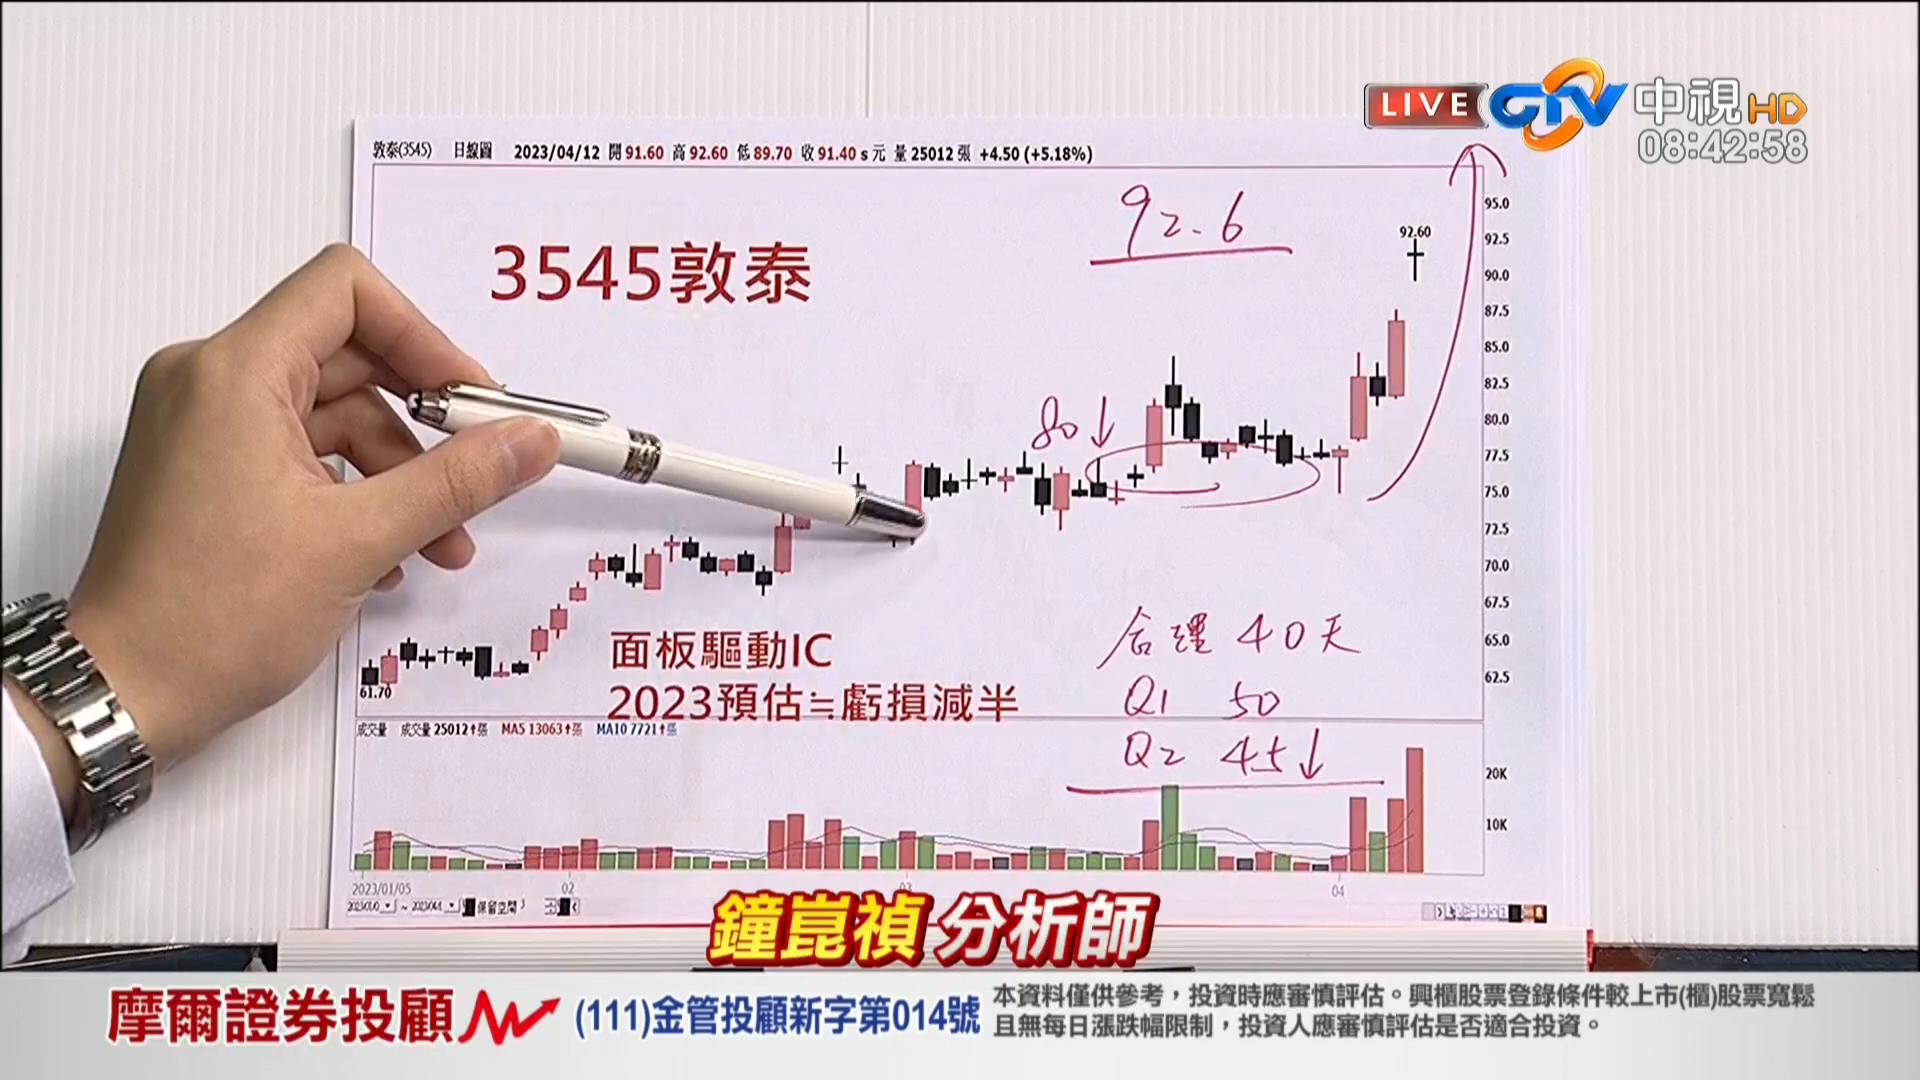 LIVE CTV 中視HD
08:42:58
敦泰(3545) 日線圖 2023/04/12 開 91.60 高 92.60 低 89.70 收 91.40 s 元 量 25012 張 +4.50 (+5.18%)
92.6
3545敦泰
92.60
95.0
92.5
90.0
87.5
85.0
82.5
80.0
77.5
75.0
72.5
70.0
67.5
65.0
62.5
80↓
61.70
面板驅動IC
2023預估≒虧損減半
合理 40天
Q1 50
Q2 45↓
成交量 成交量 25012↑張 MA5 13063↑張 MA10 7721↑張
20K
10K
2023/01/05 02 03 04
保留空間
鐘崑禎 分析師
摩爾證券投顧 (111)金管投顧新字第014號
本資料僅供參考，投資時應審慎評估。興櫃股票登錄條件較上市(櫃)股票寬鬆
且無每日漲跌幅限制，投資人應審慎評估是否適合投資。